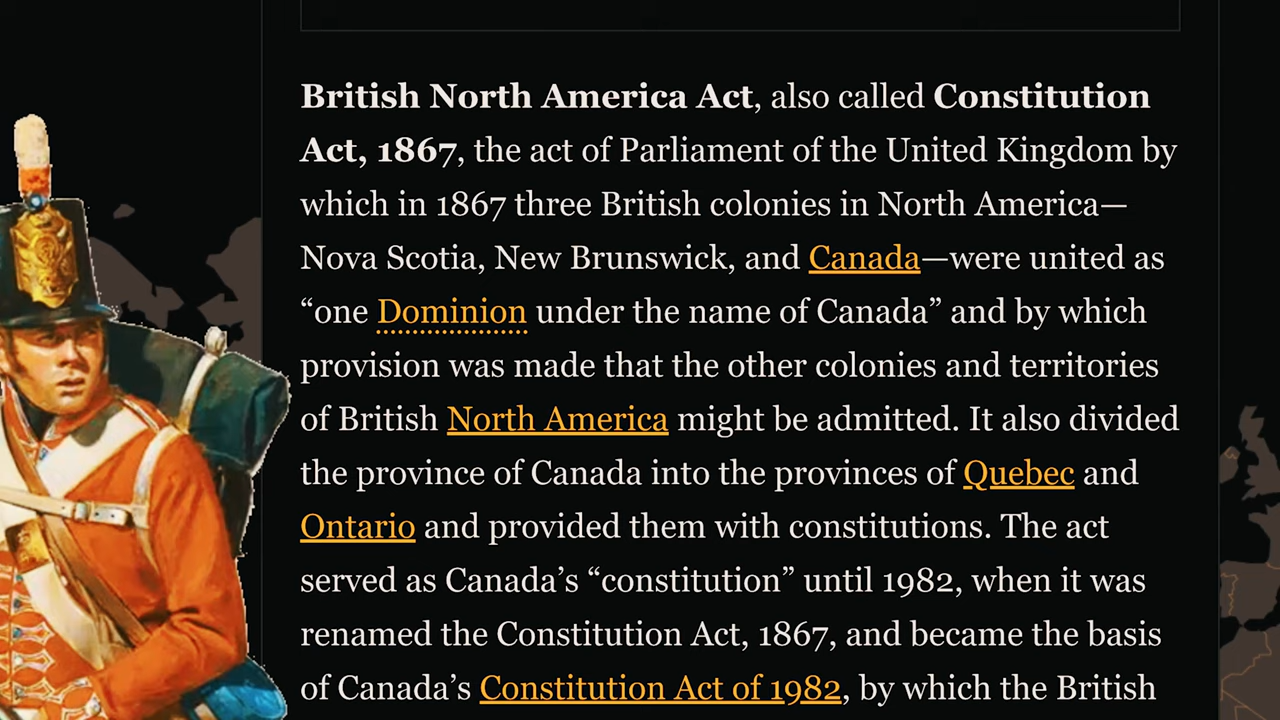 British North America Act, also called Constitution
Act, 1867, the act of Parliament of the United Kingdom by
which in 1867 three British colonies in North America—
Nova Scotia, New Brunswick, and Canada—were united as
“one Dominion under the name of Canada” and by which
provision was made that the other colonies and territories
of British North America might be admitted. It also divided
the province of Canada into the provinces of Quebec and
Ontario and provided them with constitutions. The act
served as Canada’s “constitution” until 1982, when it was
renamed the Constitution Act, 1867, and became the basis
of Canada’s Constitution Act of 1982, by which the British